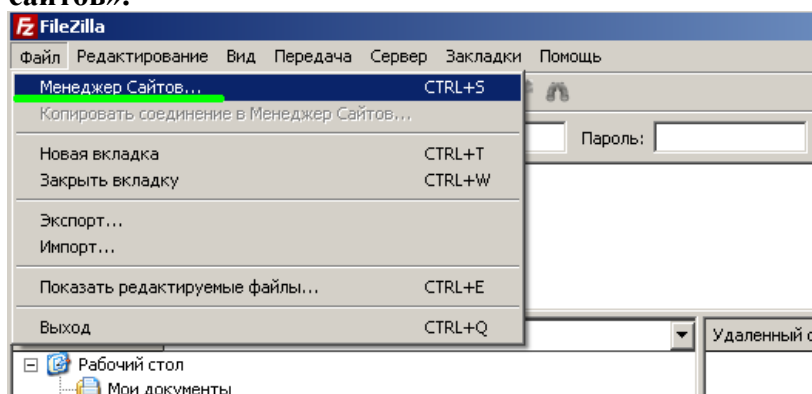 сайтов».
FileZilla
Файл Редактирование Вид Передача Сервер Закладки Помощь
Менеджер Сайтов... CTRL+S
Копировать соединение в Менеджер Сайтов...
Пароль:
Новая вкладка CTRL+T
Закрыть вкладку CTRL+W
Экспорт...
Импорт...
Показать редактируемые файлы... CTRL+E
Выход CTRL+Q
Удаленный
Рабочий стол
Мои документы